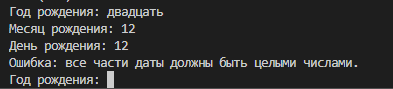 Год рождения: двадцать
Месяц рождения: 12
День рождения: 12
Ошибка: все части даты должны быть целыми числами.
Год рождения: